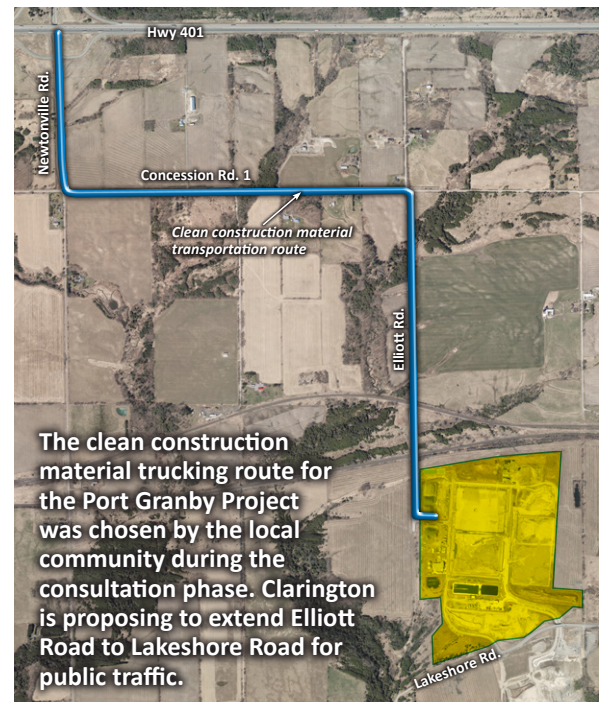 Hwy 401
Newtonville Rd.
Concession Rd. 1
Clean construction material
transportation route
Elliott Rd.
The clean construction
material trucking route for
the Port Granby Project
was chosen by the local
community during the
consultation phase. Clarington
is proposing to extend Elliott
Road to Lakeshore Road for
public traffic.
Lakeshore Rd.